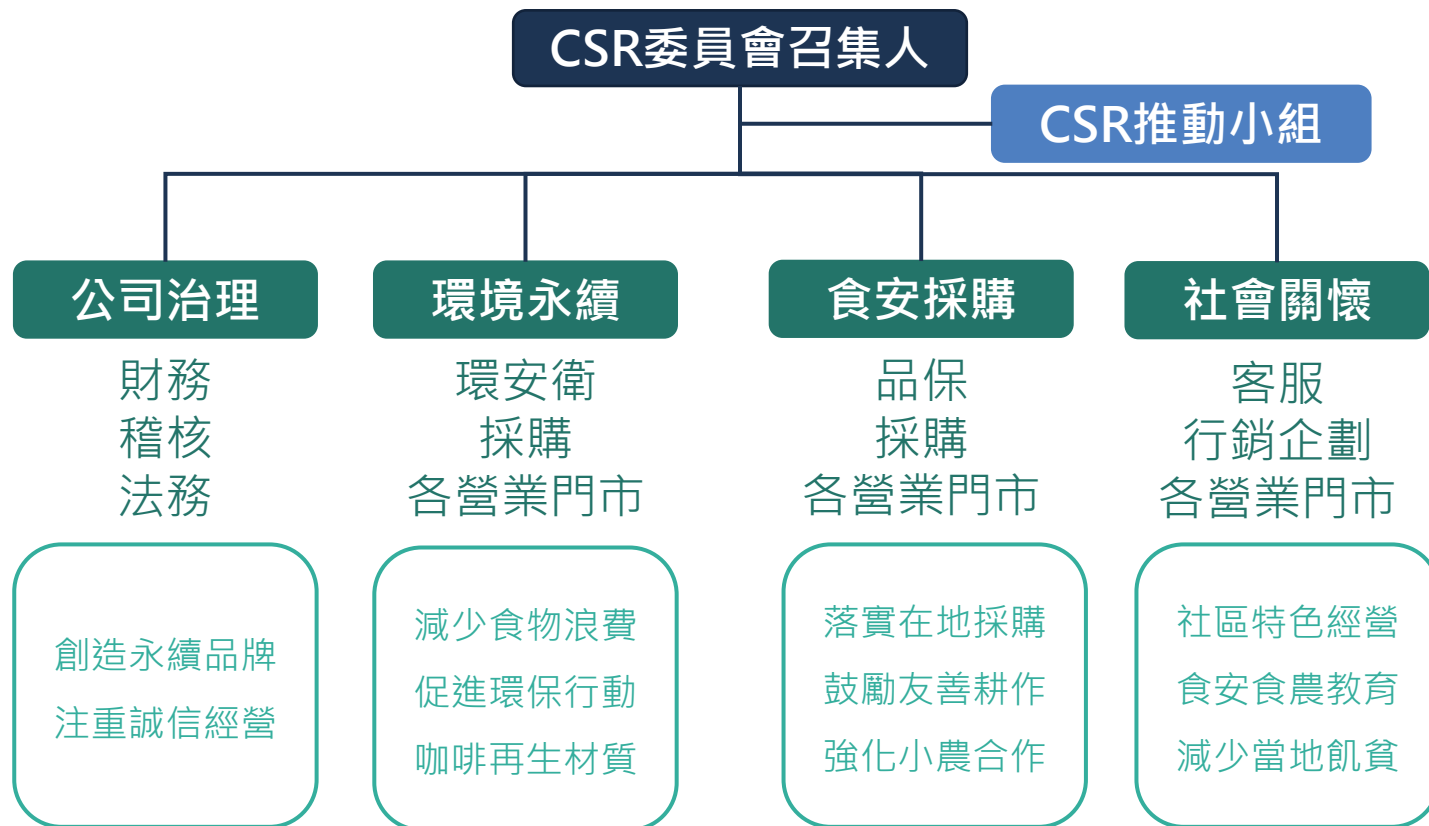 CSR委員會召集人
CSR推動小組
公司治理
財務
稽核
法務
創造永續品牌
注重誠信經營
環境永續
環安衛
採購
各營業門市
減少食物浪費
促進環保行動
咖啡再生材質
食安採購
品保
採購
各營業門市
落實在地採購
鼓勵友善耕作
強化小農合作
社會關懷
客服
行銷企劃
各營業門市
社區特色經營
食安食農教育
減少當地飢貧